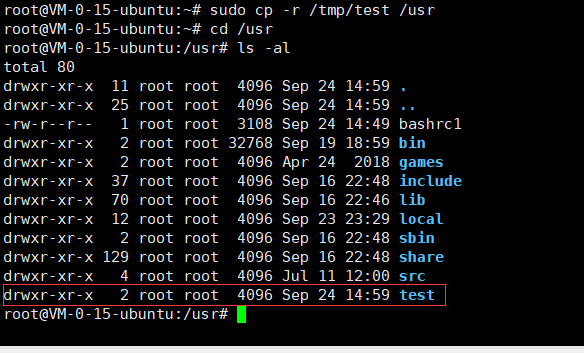 root@VM-0-15-ubuntu:~# sudo cp -r /tmp/test /usr
root@VM-0-15-ubuntu:~# cd /usr
root@VM-0-15-ubuntu:/usr# ls -al
total 80
drwxr-xr-x  11 root root  4096 Sep 24 14:59 .
drwxr-xr-x  25 root root  4096 Sep 24 14:59 ..
-rw-r--r--   1 root root  3108 Sep 24 14:49 bashrc1
drwxr-xr-x   2 root root 32768 Sep 19 18:59 bin
drwxr-xr-x   2 root root  4096 Apr 24  2018 games
drwxr-xr-x  37 root root  4096 Sep 16 22:48 include
drwxr-xr-x  70 root root  4096 Sep 16 22:46 lib
drwxr-xr-x  12 root root  4096 Sep 23 23:29 local
drwxr-xr-x   2 root root  4096 Sep 16 22:48 sbin
drwxr-xr-x 129 root root  4096 Sep 16 22:48 share
drwxr-xr-x   4 root root  4096 Jul 11 12:00 src
drwxr-xr-x   2 root root  4096 Sep 24 14:59 test
root@VM-0-15-ubuntu:/usr#